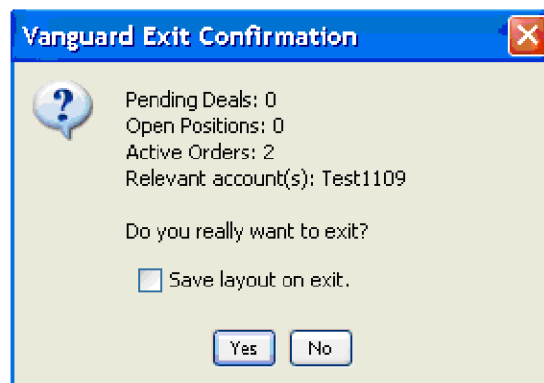 Vanguard Exit Confirmation
Pending Deals: 0
Open Positions: 0
Active Orders: 2
Relevant account(s): Test1109
Do you really want to exit?
Save layout on exit.
Yes No